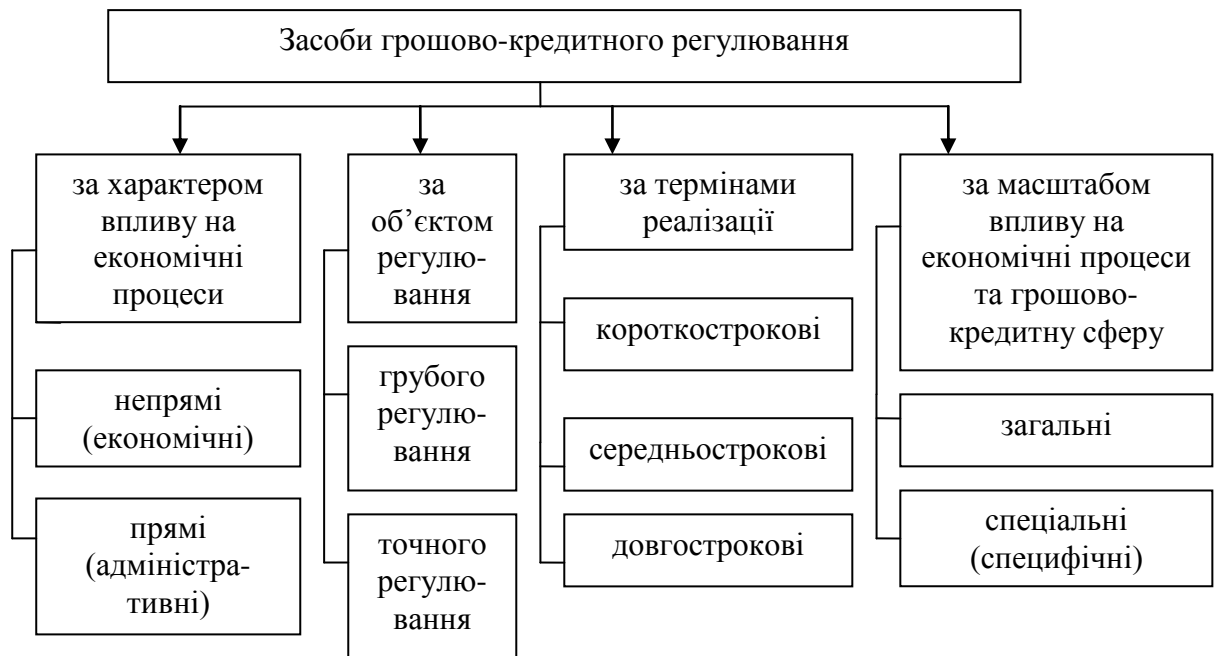 Засоби грошово-кредитного регулювання
за характером
впливу на
економічні
процеси
непрямі
(економічні)
прямі
(адміністра-
тивні)
за
об’єктом
регулю-
вання
грубого
регулю-
вання
точного
регулю-
вання
за термінами
реалізації
короткострокові
середньострокові
довгострокові
за масштабом
впливу на
економічні процеси
та грошово-
кредитну сферу
загальні
спеціальні
(специфічні)